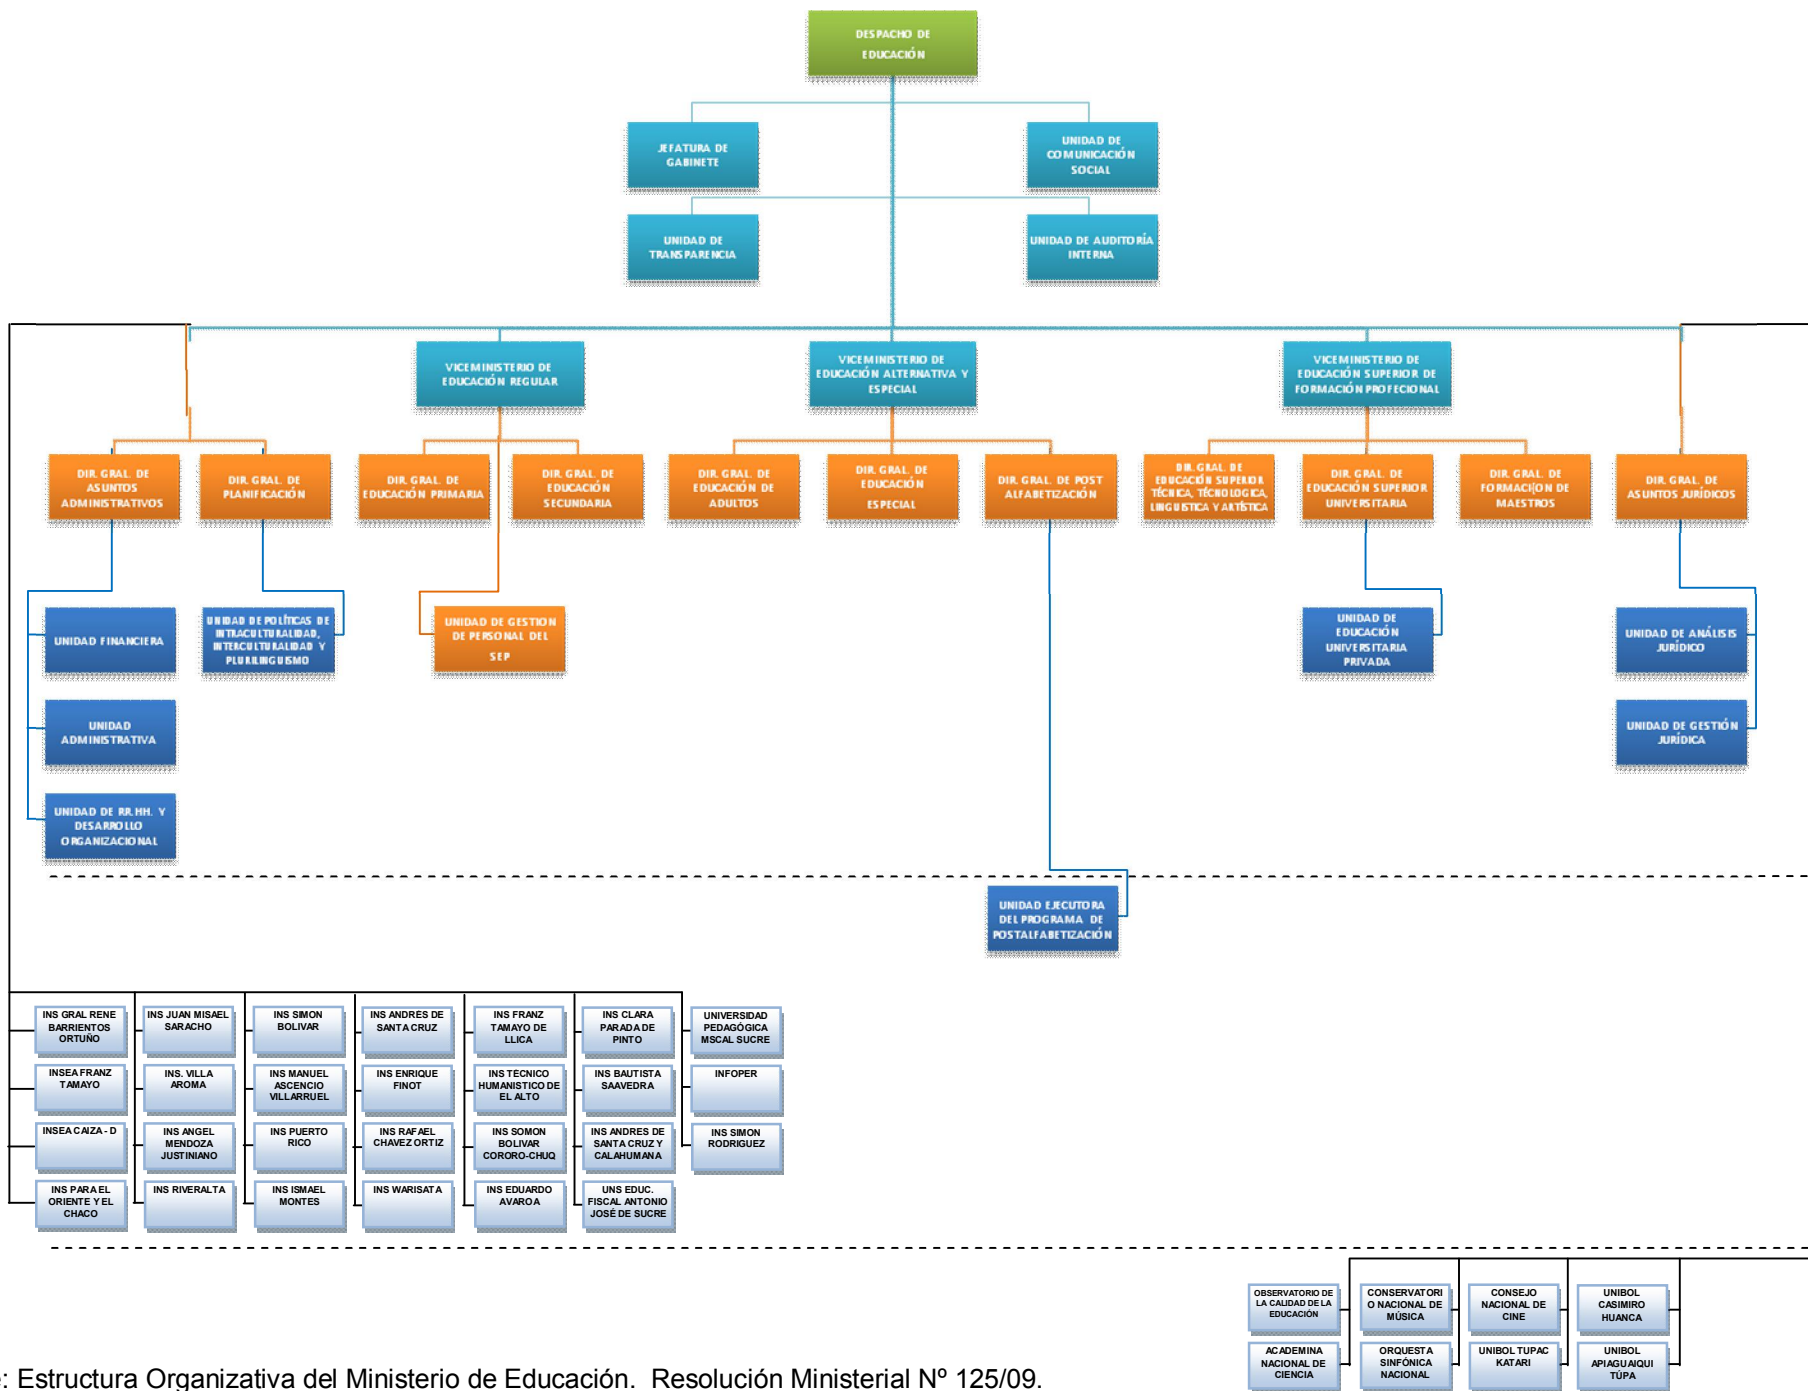 DESPACHO DE
EDUCACIÓN
JEFATURA DE
GABINETE
UNIDAD DE
COMUNICACIÓN
SOCIAL
UNIDAD DE
TRANSPARENCIA
UNIDAD DE AUDITORÍA
INTERNA
VICEMINISTERIO DE
EDUCACIÓN REGULAR
VICEMINISTERIO DE
EDUCACIÓN ALTERNATIVA Y
ESPECIAL
VICEMINISTERIO DE
EDUCACIÓN SUPERIOR DE
FORMACIÓN PROFECIONAL
DIR. GRAL. DE
ASUNTOS
ADMINISTRATIVOS
DIR. GRAL. DE
PLANIFICACIÓN
DIR. GRAL. DE
EDUCACIÓN PRIMARIA
DIR. GRAL. DE
EDUCACIÓN
SECUNDARIA
DIR. GRAL. DE
EDUCACIÓN DE
ADULTOS
DIR. GRAL. DE
EDUCACIÓN
ESPECIAL
DIR. GRAL. DE POST
ALFABETIZACIÓN
DIR. GRAL. DE
EDUCACIÓN SUPERIOR
TÉCNICA, TÉCNOLOGICA,
LINGUISTICA Y ARTÍSTICA
DIR. GRAL. DE
EDUCACIÓN SUPERIOR
UNIVERSITARIA
DIR. GRAL. DE
FORMACIÍON DE
MAESTROS
DIR. GRAL. DE
ASUNTOS JURÍDICOS
UNIDAD FINANCIERA
UNIDAD DE POLÍTICAS DE
INTRACULTURALIDAD,
INTERCULTURALIDAD Y
PLURILINGUISMO
UNIDAD DE GESTION
DE PERSONAL DEL
SEP
UNIDAD DE
EDUCACIÓN
UNIVERSITARIA
PRIVADA
UNIDAD DE ANÁLISIS
JURÍDICO
UNIDAD
ADMINISTRATIVA
UNIDAD DE GESTIÓN
JURÍDICA
UNIDAD DE RR.HH. Y
DESARROLLO
ORGANIZACIONAL
UNIDAD EJECUTORA
DEL PROGRAMA DE
POSTALFABETIZACIÓN
INS GRAL RENE
BARRIENTOS
ORTUÑO
INS JUAN MISAEL
SARACHO
INS SIMON
BOLIVAR
INS ANDRÉS DE
SANTA CRUZ
INS FRANZ
TAMAYO DE
LLICA
INS CLARA
PARADA DE
PINTO
UNIVERSIDAD
PEDAGÓGICA
MSCAL SUCRE
INSEA FRANZ
TAMAYO
INS. VILLA
AROMA
INS MANUEL
ASCENCIO
VILLARRUEL
INS ENRIQUE
FINOT
INS TÉCNICO
HUMANISTICO DE
EL ALTO
INS BAUTISTA
SAAVEDRA
INFOPER
INSEA CAIZA - D
INS ANGEL
MENDOZA
JUSTINIANO
INS PUERTO
RICO
INS RAFAEL
CHAVEZ ORTIZ
INS SOMON
BOLIVAR
CORORO-CHUQ
INS ANDRES DE
SANTA CRUZ Y
CALAHUMANA
INS SIMON
RODRIGUEZ
INS PARA EL
ORIENTE Y EL
CHACO
INS RIVERALTA
INS ISMAEL
MONTES
INS WARISATA
INS EDUARDO
AVAROA
UNS EDUC.
FISCAL ANTONIO
JOSÉ DE SUCRE
OBSERVATORIO DE
LA CALIDAD DE LA
EDUCACIÓN
CONSERVATORI
O NACIONAL DE
MÚSICA
CONSEJO
NACIONAL DE
CINE
UNIBOL
CASIMIRO
HUANCA
ACADEMINA
NACIONAL DE
CIENCIA
ORQUESTA
SINFÓNICA
NACIONAL
UNIBOL TUPAC
KATARI
UNIBOL
APIAGUAIQUI
TÚPA
e: Estructura Organizativa del Ministerio de Educación. Resolución Ministerial Nº 125/09.